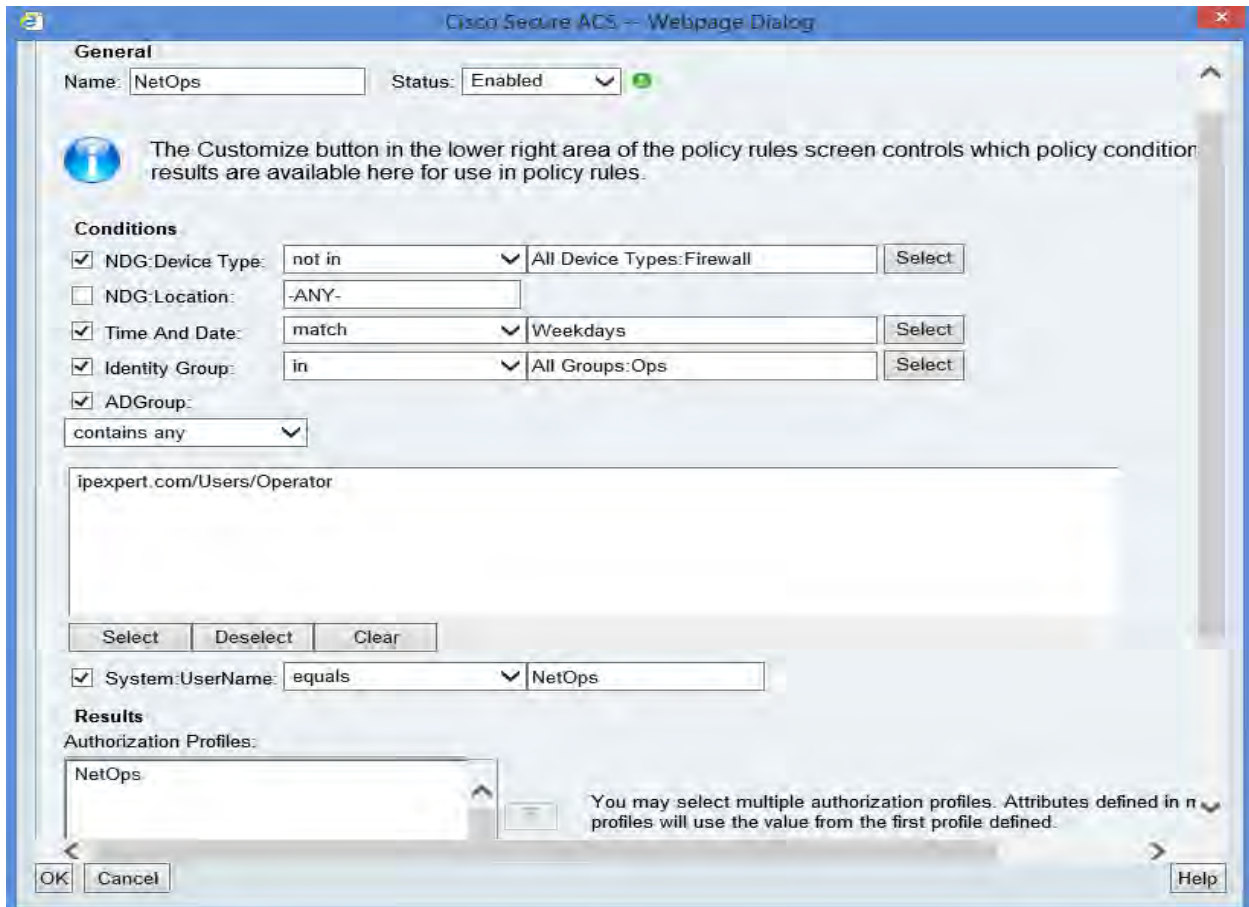 Cisco Secure ACS -- Webpage Dialog
General
Name: NetOps Status: Enabled
The Customize button in the lower right area of the policy rules screen controls which policy condition
results are available here for use in policy rules.
Conditions
NDG:Device Type: not in All Device Types:Firewall Select
NDG:Location: -ANY-
Time And Date: match Weekdays Select
Identity Group: in All Groups:Ops Select
ADGroup:
contains any
ipexpert.com/Users/Operator
Select Deselect Clear
System:UserName: equals NetOps
Results
Authorization Profiles:
NetOps
You may select multiple authorization profiles. Attributes defined in m
profiles will use the value from the first profile defined.
OK Cancel Help